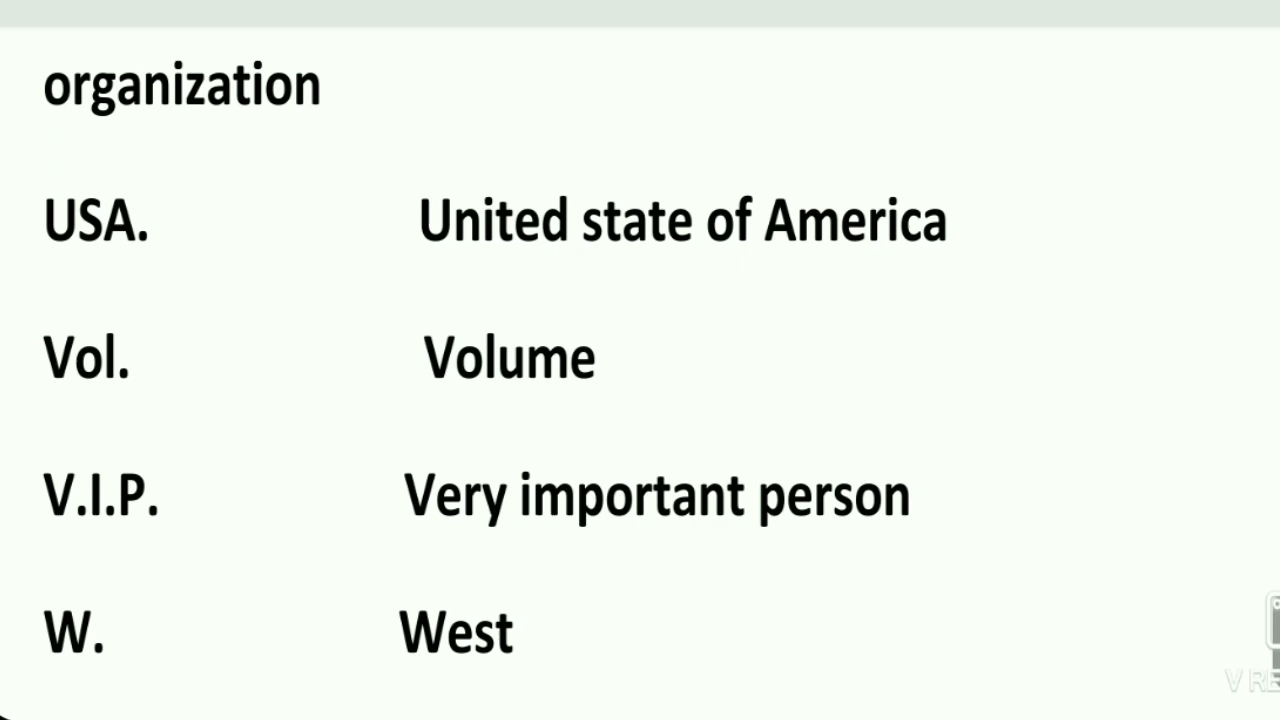 organization
USA. United state of America
Vol. Volume
V.I.P. Very important person
W. West